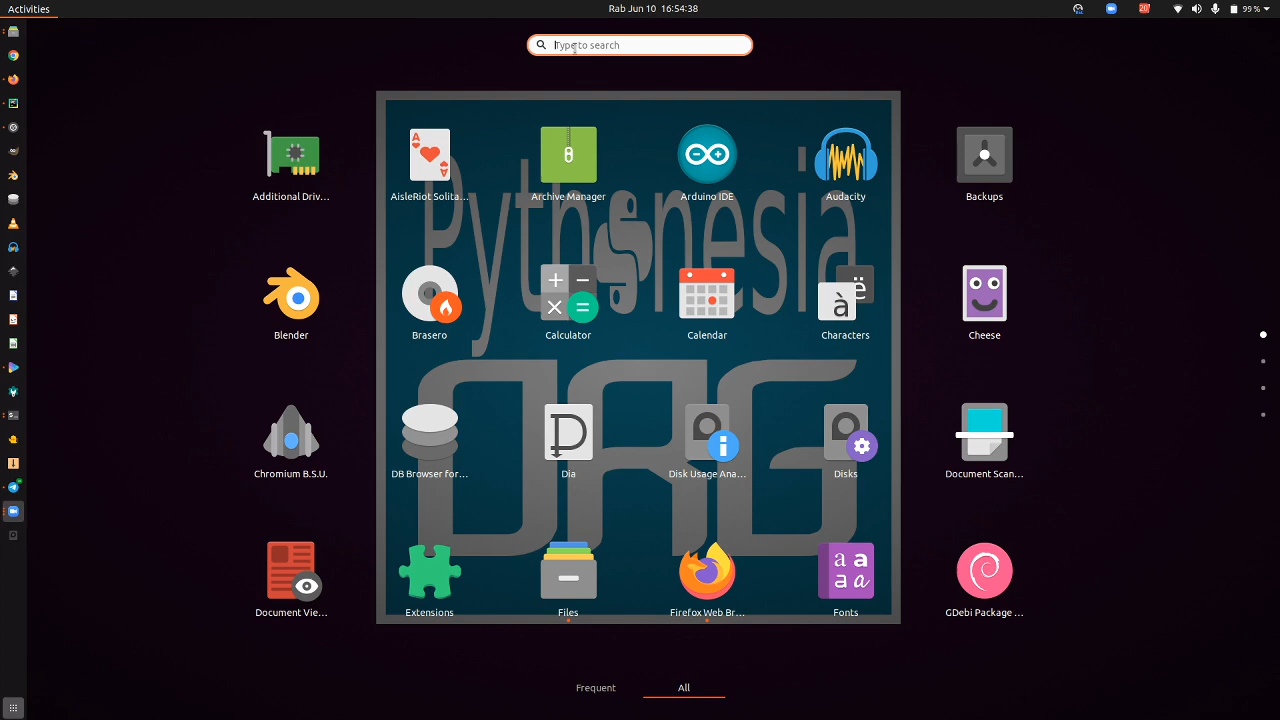 Activities
Rab Jun 10 16:54:38
20°
99 %
Type to search
Additional Driv...
AisleRiot Solita...
Archive Manager
Arduino IDE
Audacity
Backups
Blender
Brasero
Calculator
Calendar
Characters
Cheese
Chromium B.S.U.
DB Browser for...
Dia
Disk Usage Ana...
Disks
Document Scan...
Document Vie...
Extensions
Files
Firefox Web Br...
Fonts
GDebi Package ...
Pythonesia
ORG
Frequent
All